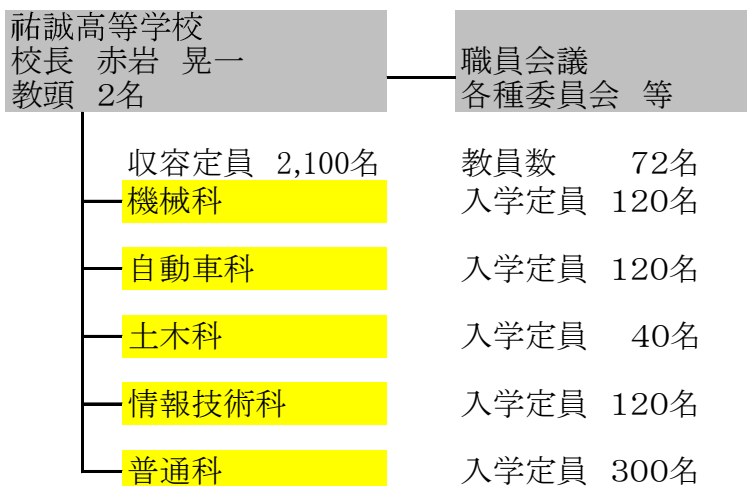 祐誠高等学校
校長 赤岩 晃一
教頭 2名
職員会議
各種委員会 等
収容定員 2,100名 教員数 72名
機械科 入学定員 120名
自動車科 入学定員 120名
土木科 入学定員 40名
情報技術科 入学定員 120名
普通科 入学定員 300名